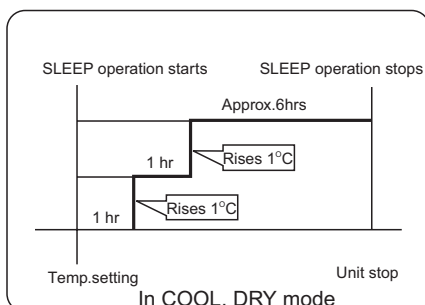 SLEEP operation starts SLEEP operation stops
Approx.6hrs
1 hr Rises 1°C
1 hr Rises 1°C
Temp.setting Unit stop
In COOL, DRY mode